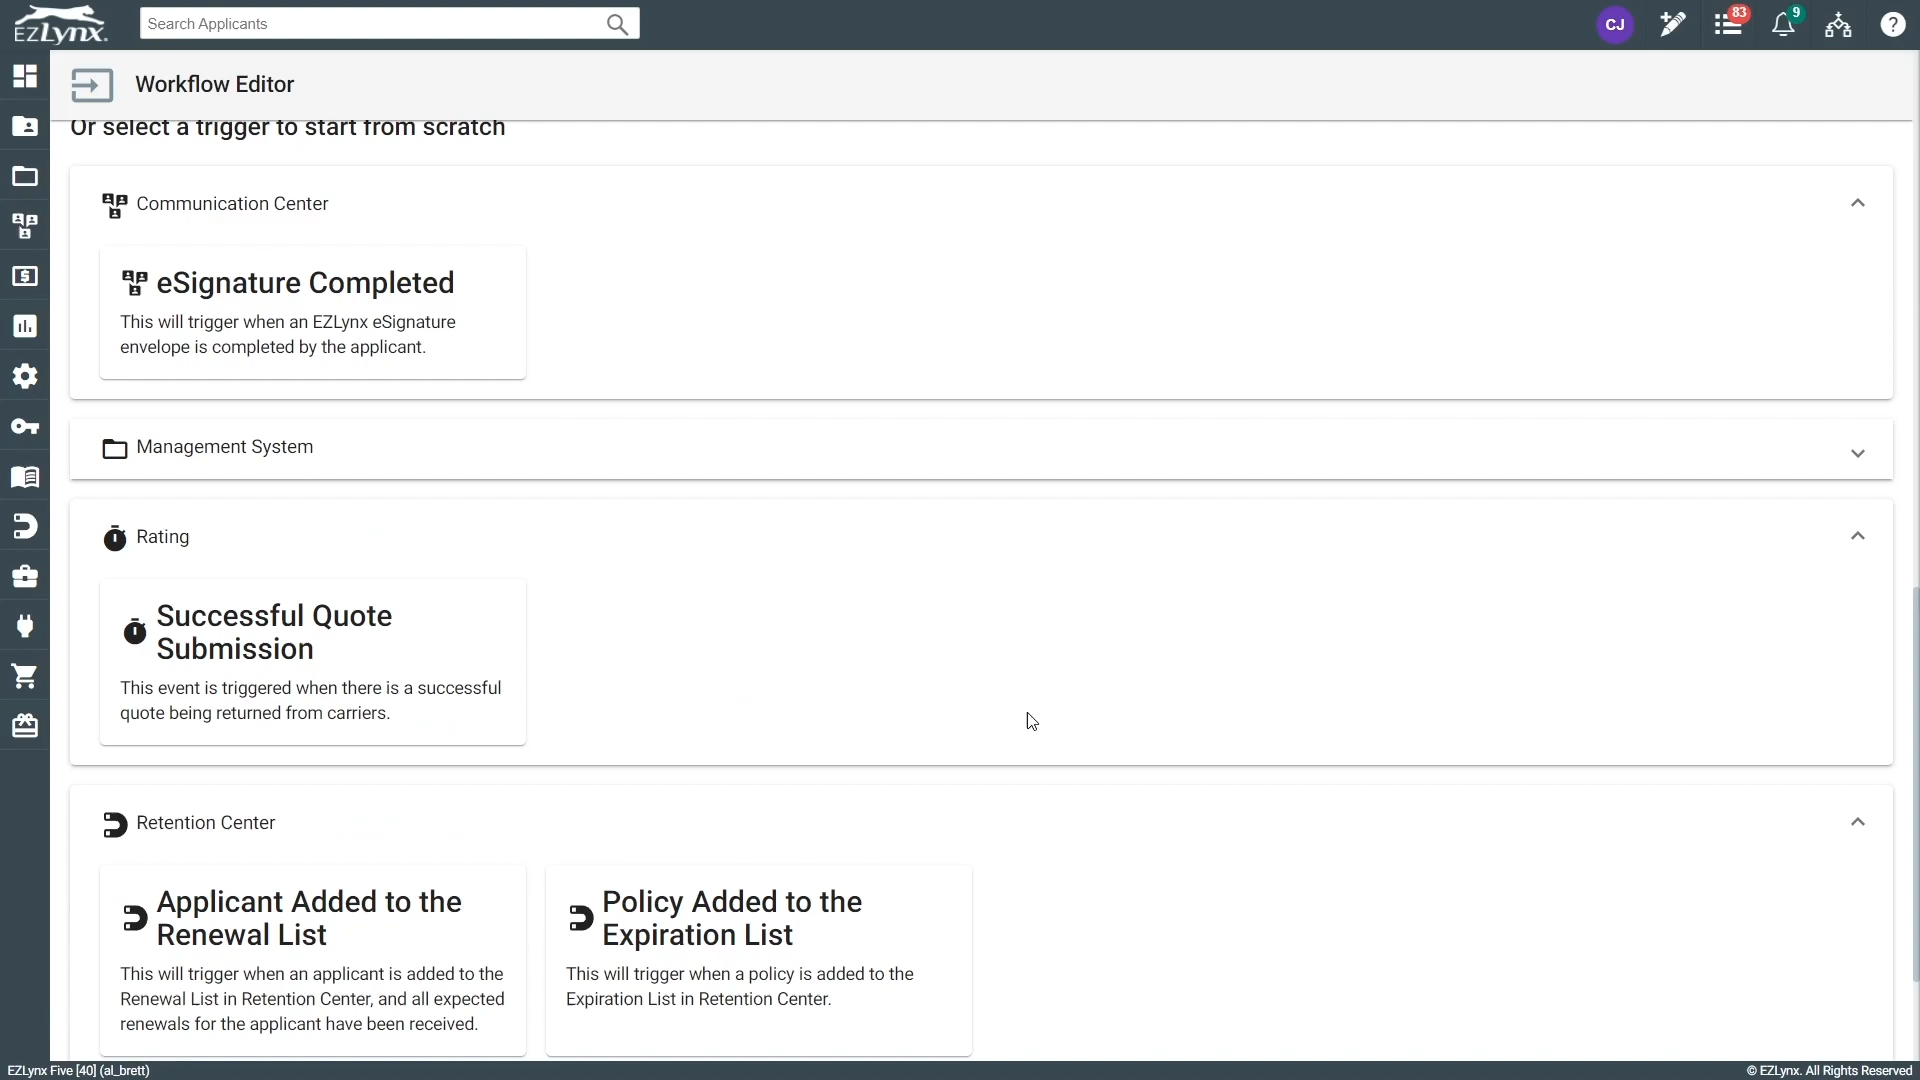 EZLynx
Search Applicants
CJ
83
9
?
Workflow Editor
Or select a trigger to start from scratch
Communication Center
eSignature Completed
This will trigger when an EZLynx eSignature
envelope is completed by the applicant.
Management System
Rating
Successful Quote
Submission
This event is triggered when there is a successful
quote being returned from carriers.
Retention Center
Applicant Added to the
Renewal List
This will trigger when an applicant is added to the
Renewal List in Retention Center, and all expected
renewals for the applicant have been received.
Policy Added to the
Expiration List
This will trigger when a policy is added to the
Expiration List in Retention Center.
EZLynx Five [40] (al_brett)
© EZLynx. All Rights Reserved